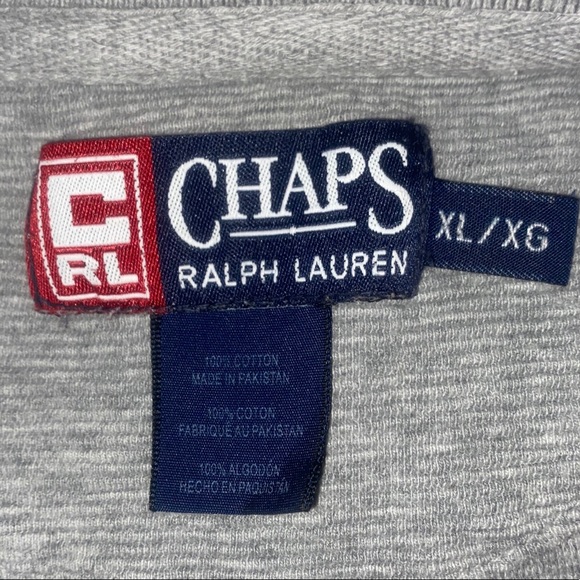 C
RL
CHAPS
RALPH LAUREN
XL/XG
100% COTTON
MADE IN PAKISTAN
100% COTON
FABRIQUE AU PAKISTAN
100% ALGODÓN
HECHO EN PAQUISTAN